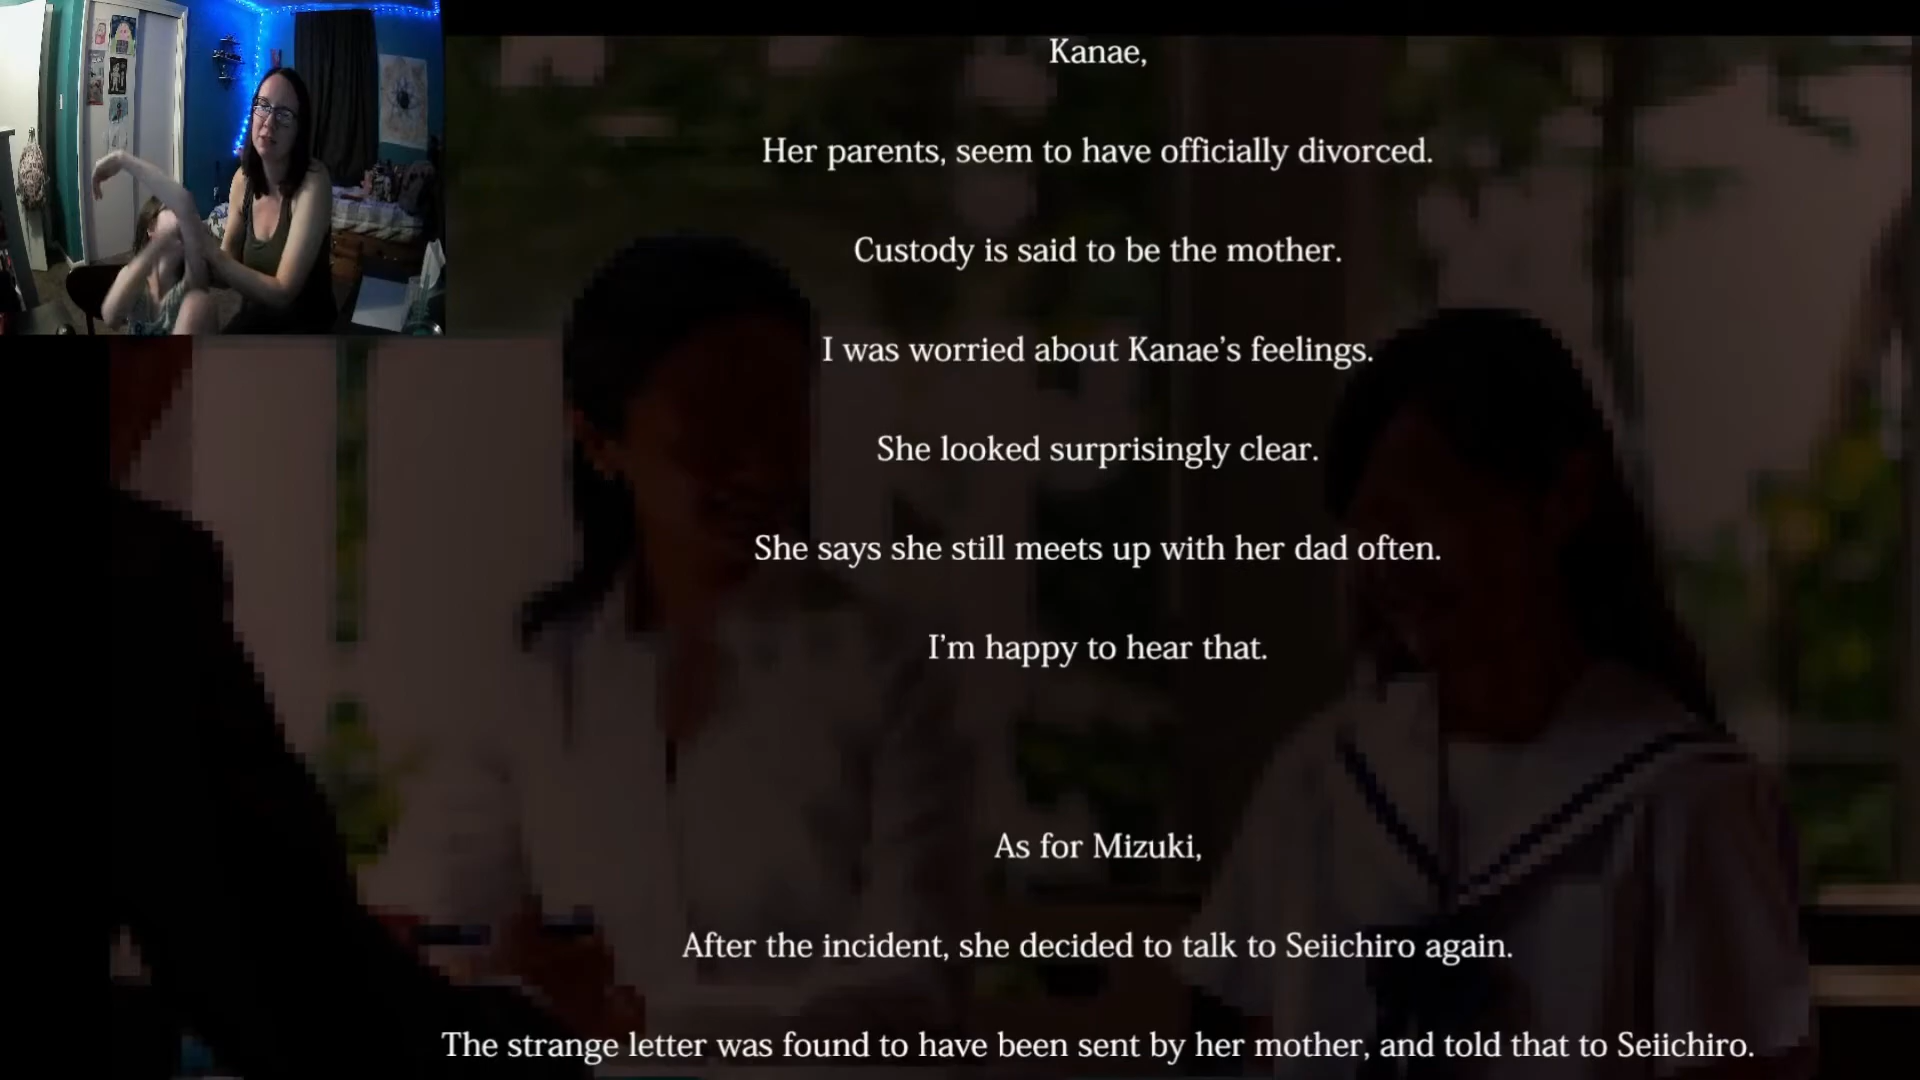 Kanae,
Her parents, seem to have officially divorced.
Custody is said to be the mother.
I was worried about Kanae’s feelings.
She looked surprisingly clear.
She says she still meets up with her dad often.
I’m happy to hear that.
As for Mizuki,
After the incident, she decided to talk to Seiichiro again.
The strange letter was found to have been sent by her mother, and told that to Seiichiro.